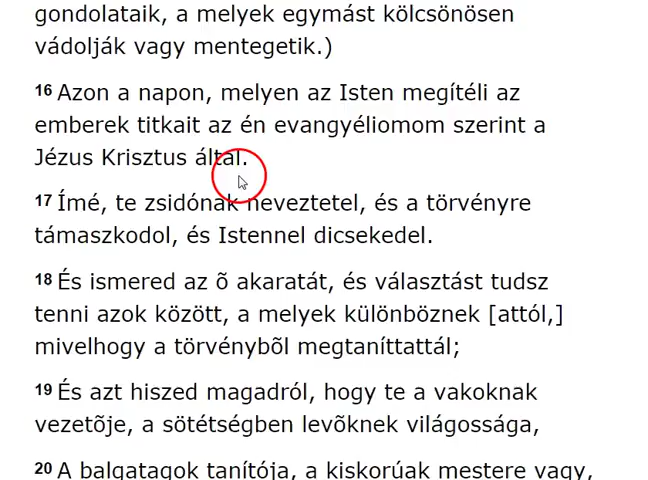 gondolataik, a melyek egymást kölcsönösen
vádolják vagy mentegetik.)
16 Azon a napon, melyen az Isten megítéli az
emberek titkait az én evangyéliomom szerint a
Jézus Krisztus által.
17 Ímé, te zsidónak neveztetel, és a törvényre
támaszkodol, és Istennel dicsekedel.
18 És ismered az õ akaratát, és választást tudsz
tenni azok között, a melyek különböznek [attól,]
mivelhogy a törvénybõl megtaníttattál;
19 És azt hiszed magadról, hogy te a vakoknak
vezetõje, a sötétségben levõknek világossága,
20 A balgatagok tanítója, a kiskorúak mestere vagy,